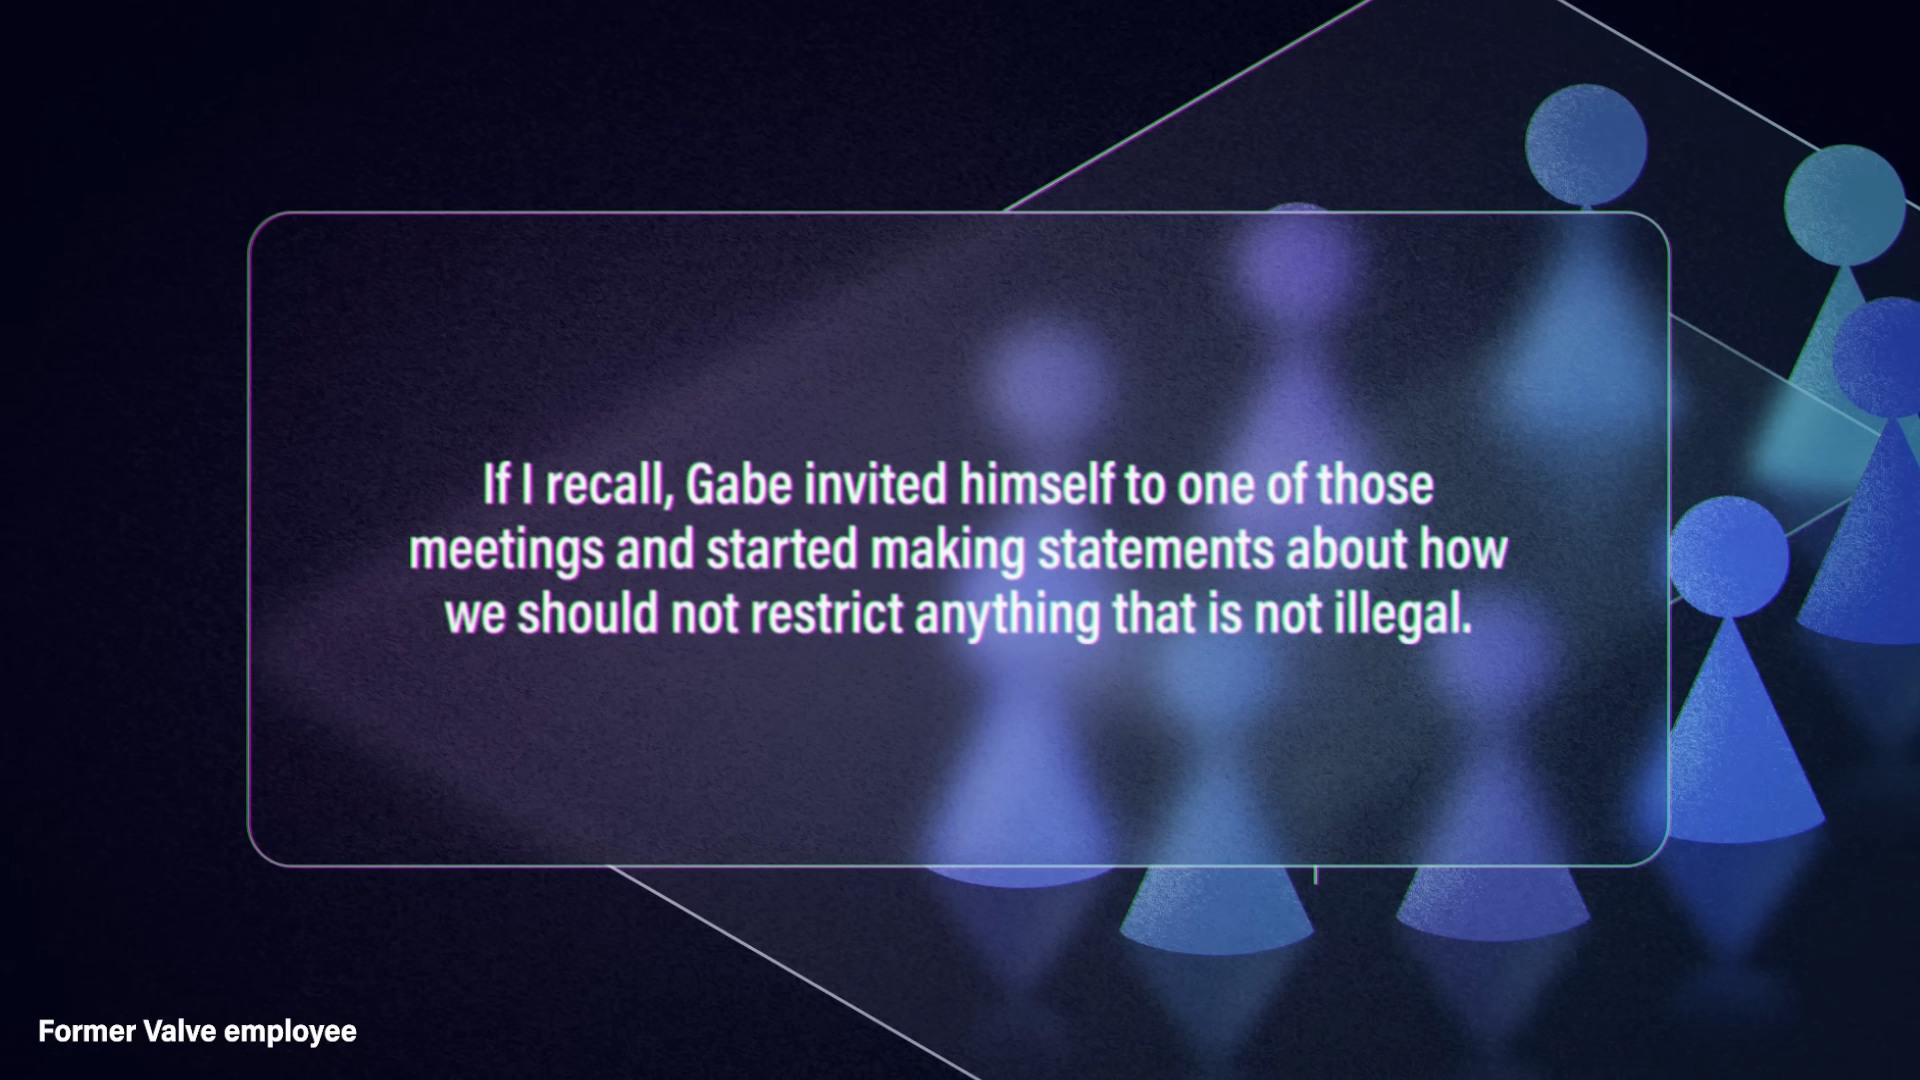 If I recall, Gabe invited himself to one of those
meetings and started making statements about how
we should not restrict anything that is not illegal.
Former Valve employee